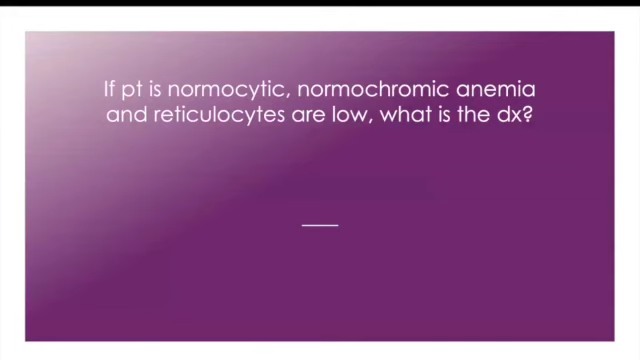 If pt is normocytic, normochromic anemia
and reticulocytes are low, what is the dx?